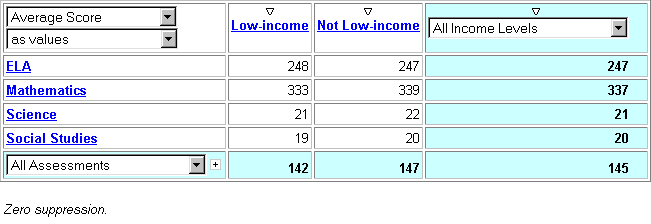 Average Score
as values
Low-income Not Low-income All Income Levels
ELA 248 247 247
Mathematics 333 339 337
Science 21 22 21
Social Studies 19 20 20
All Assessments + 142 147 145
Zero suppression.